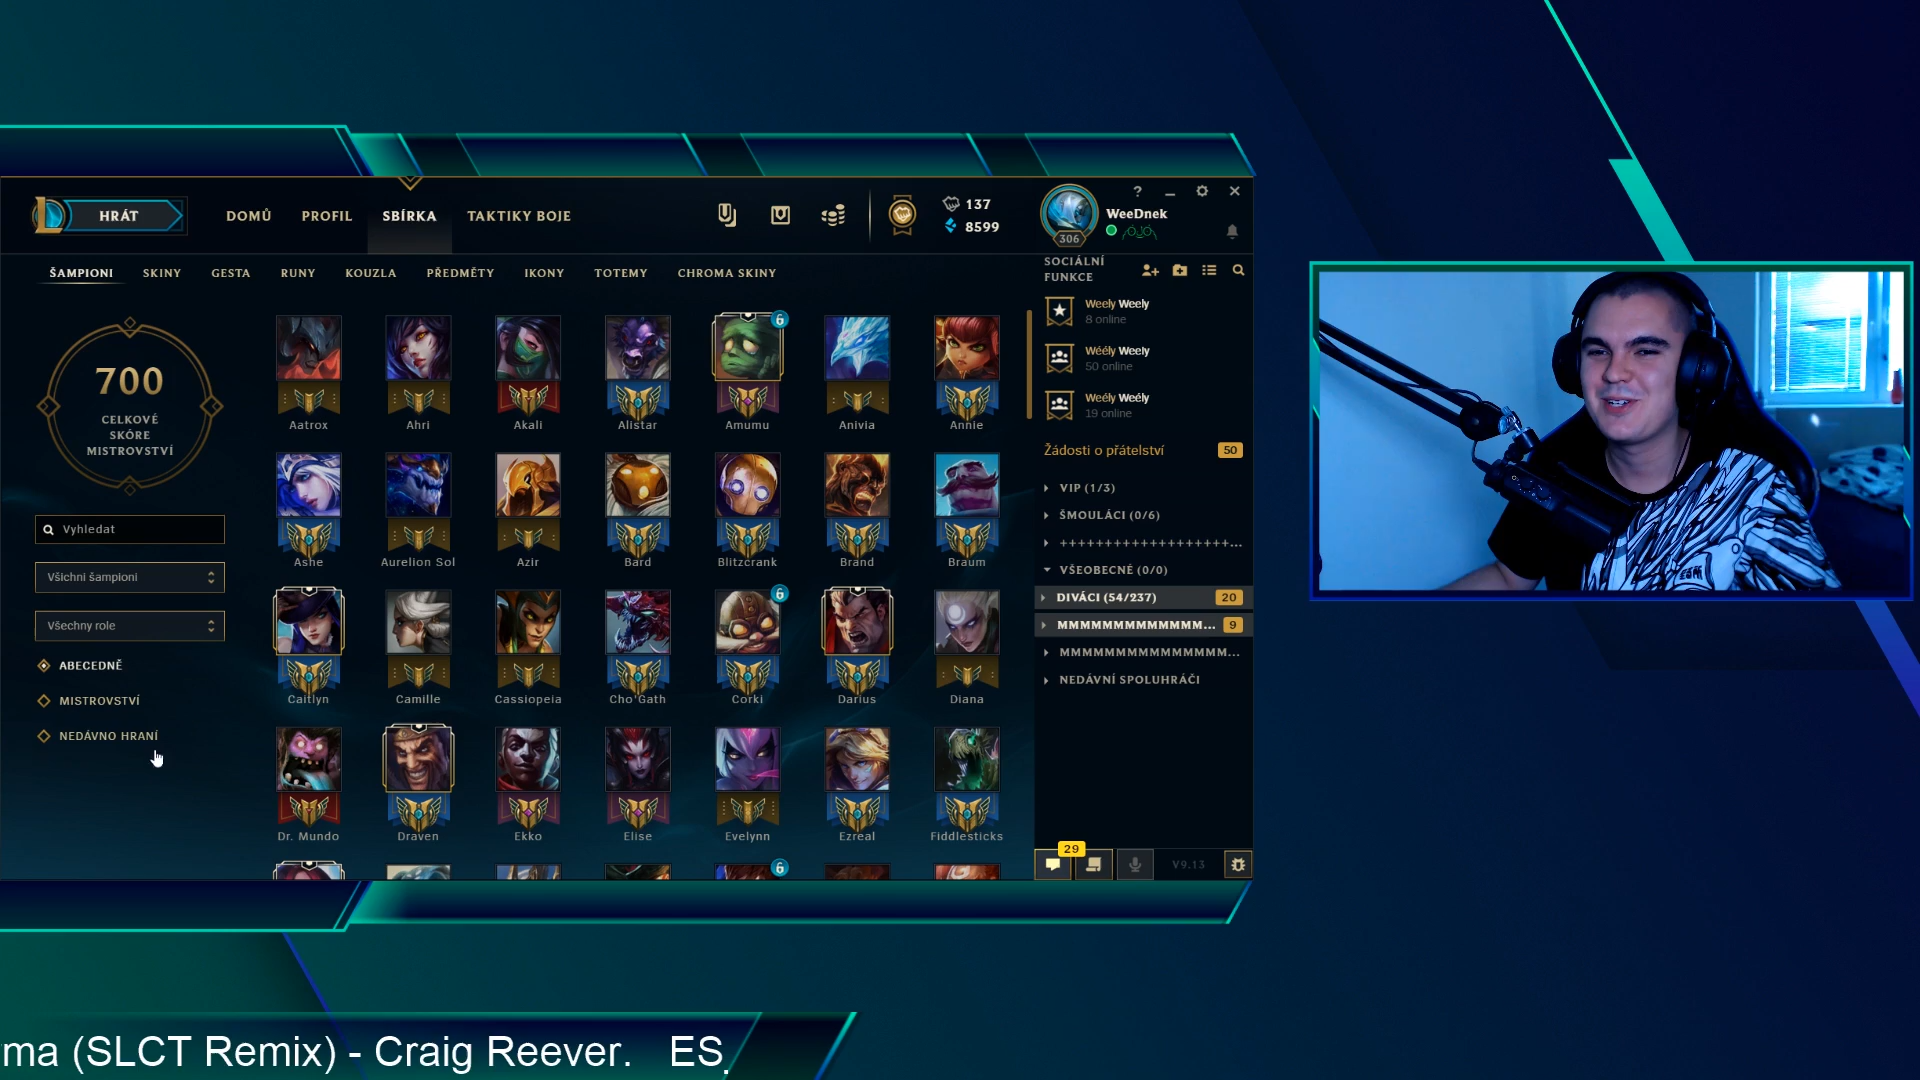 HRÁT
DOMŮ
PROFIL
SBÍRKA
TAKTIKY BOJE
137
8599
306
?
WeeDnek
ŠAMPIONI
SKINY
GESTA
RUNY
KOUZLA
PŘEDMĚTY
IKONY
TOTEMY
CHROMA SKINY
700
CELKOVÉ
SKÓRE
MISTROVSTVÍ
Vyhledat
Všichni šampioni
Všechny role
ABECEDNĚ
MISTROVSTVÍ
NEDÁVNO HRANÍ
6
Aatrox
Ahri
Akali
Alistar
Amumu
Anivia
Annie
Ashe
Aurelion Sol
Azir
Bard
Blitzcrank
Brand
Braum
6
Caitlyn
Camille
Cassiopeia
Cho'Gath
Corki
Darius
Diana
Dr. Mundo
Draven
Ekko
Elise
Evelynn
Ezreal
Fiddlesticks
6
SOCIÁLNÍ
FUNKCE
Weely Weely
8 online
Wéély Weely
50 online
Weély Weély
19 online
Žádosti o přátelství 50
VIP (1/3)
ŠMOULÁCI (0/6)
+++++++++++++++++++...
VŠEOBECNÉ (0/0)
DIVÁCI (54/237) 20
MMMMMMMMMMMMM... 9
MMMMMMMMMMMMMMM...
NEDÁVNÍ SPOLUHRÁČI
29
V9.13
rma (SLCT Remix) - Craig Reever. ES